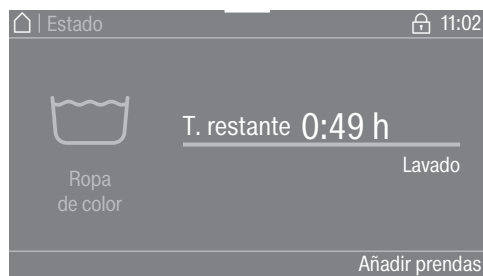 | Estado 11:02
T. restante 0:49 h
Lavado
Ropa
de color
Añadir prendas